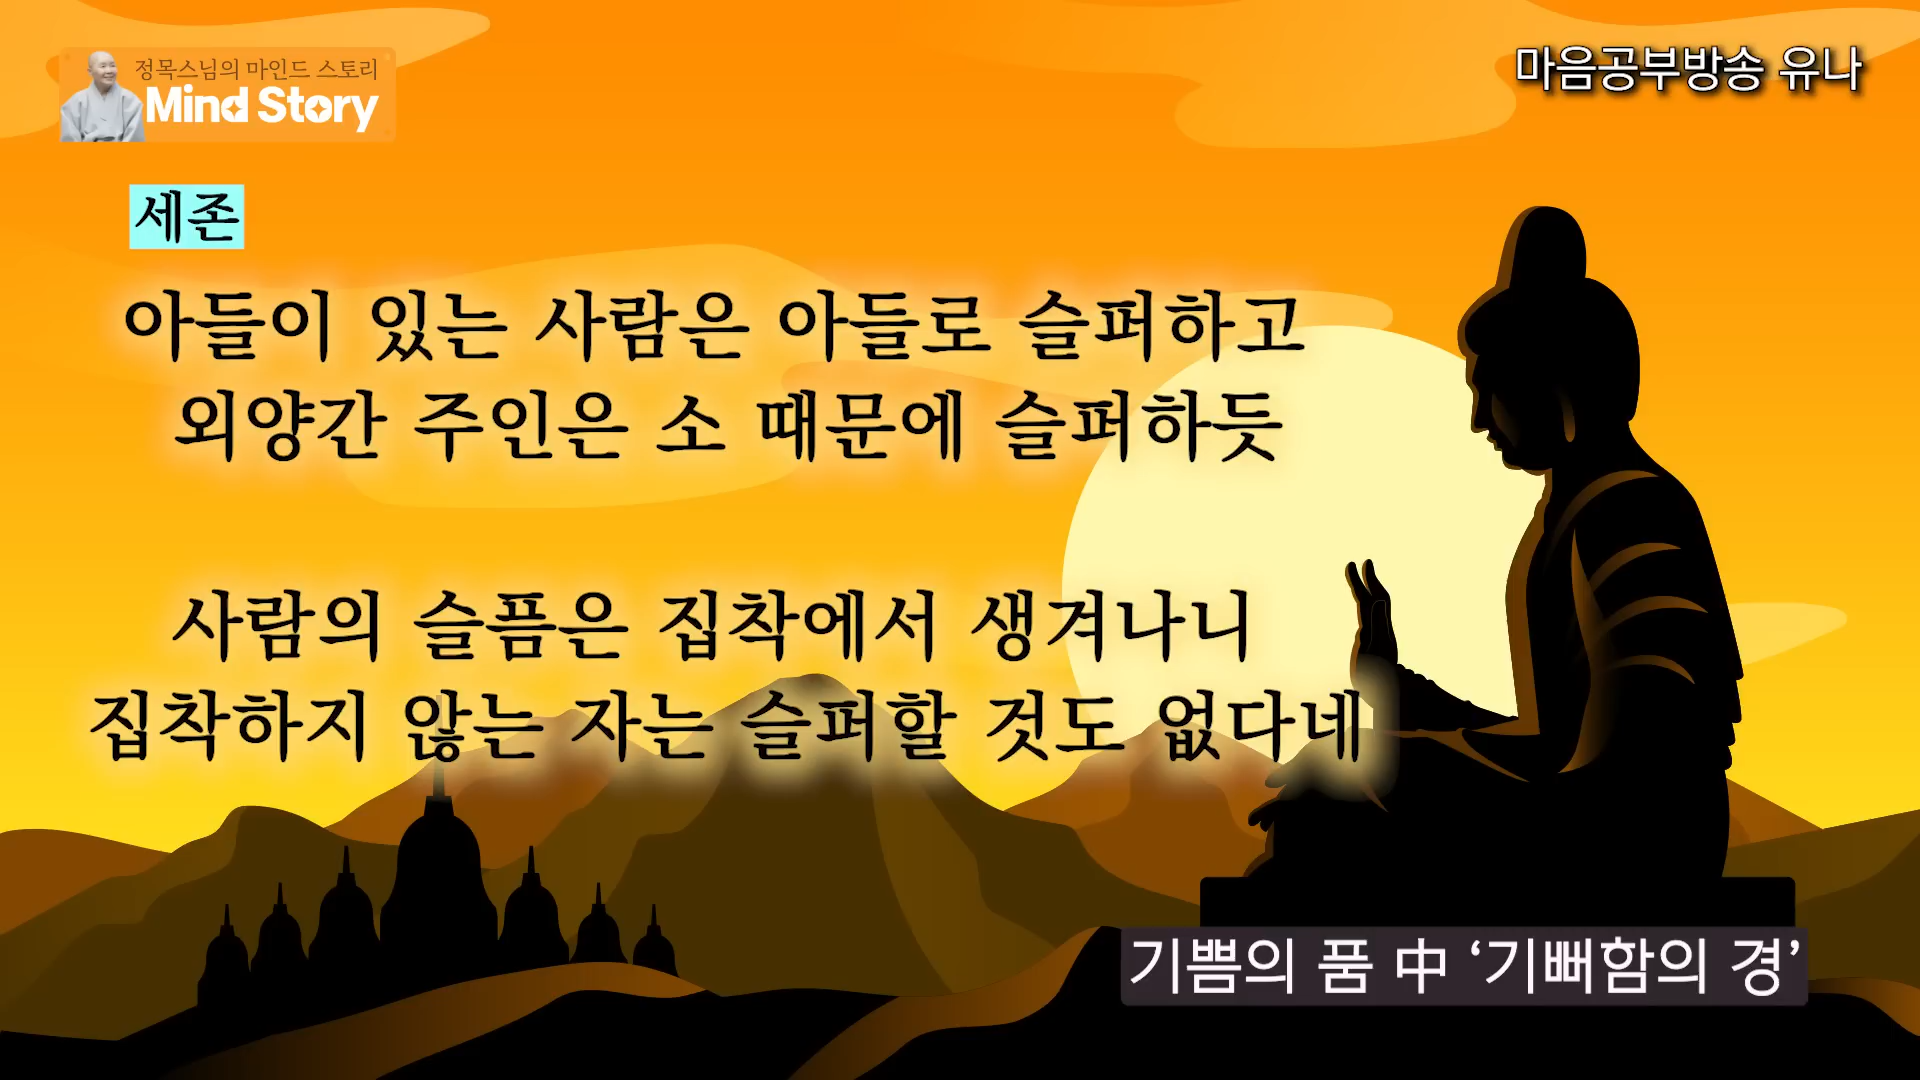 정목스님의 마인드 스토리
Mind Story
마음공부방송 유나
세존
아들이 있는 사람은 아들로 슬퍼하고
외양간 주인은 소 때문에 슬퍼하듯
사람의 슬픔은 집착에서 생겨나니
집착하지 않는 자는 슬퍼할 것도 없다네
기쁨의 품 中 ‘기뻐함의 경’